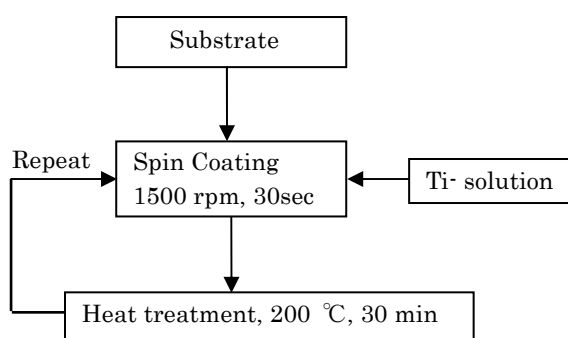 Substrate
Repeat
Spin Coating
1500 rpm, 30sec
Ti- solution
Heat treatment, 200 ℃, 30 min